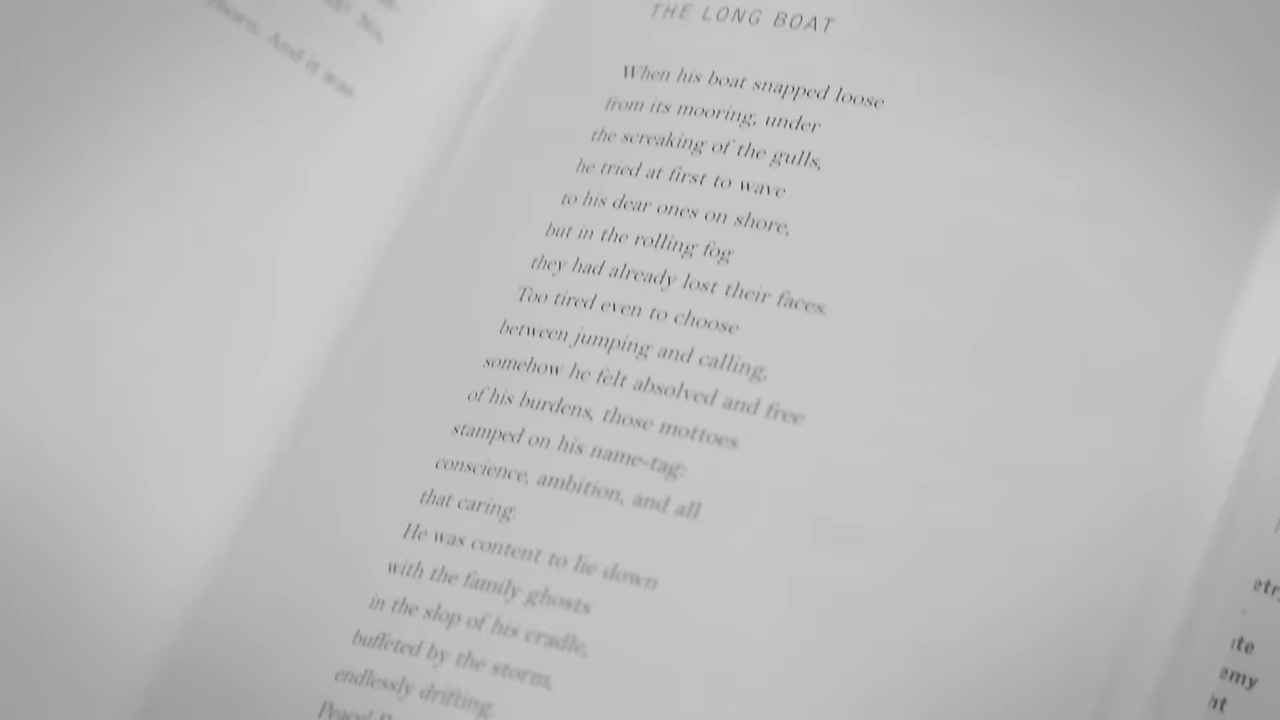 THE LONG BOAT
When his boat snapped loose
from its mooring, under
the screaking of the gulls,
he tried at first to wave
to his dear ones on shore,
but in the rolling fog
they had already lost their faces.
Too tired even to choose
between jumping and calling,
somehow he felt absolved and free
of his burdens, those mottoes
stamped on his name-tag:
conscience, ambition, and all
that caring.
He was content to lie down
with the family ghosts
in the slop of his cradle,
buffeted by the storm,
endlessly drifting.
Peace!
And it was